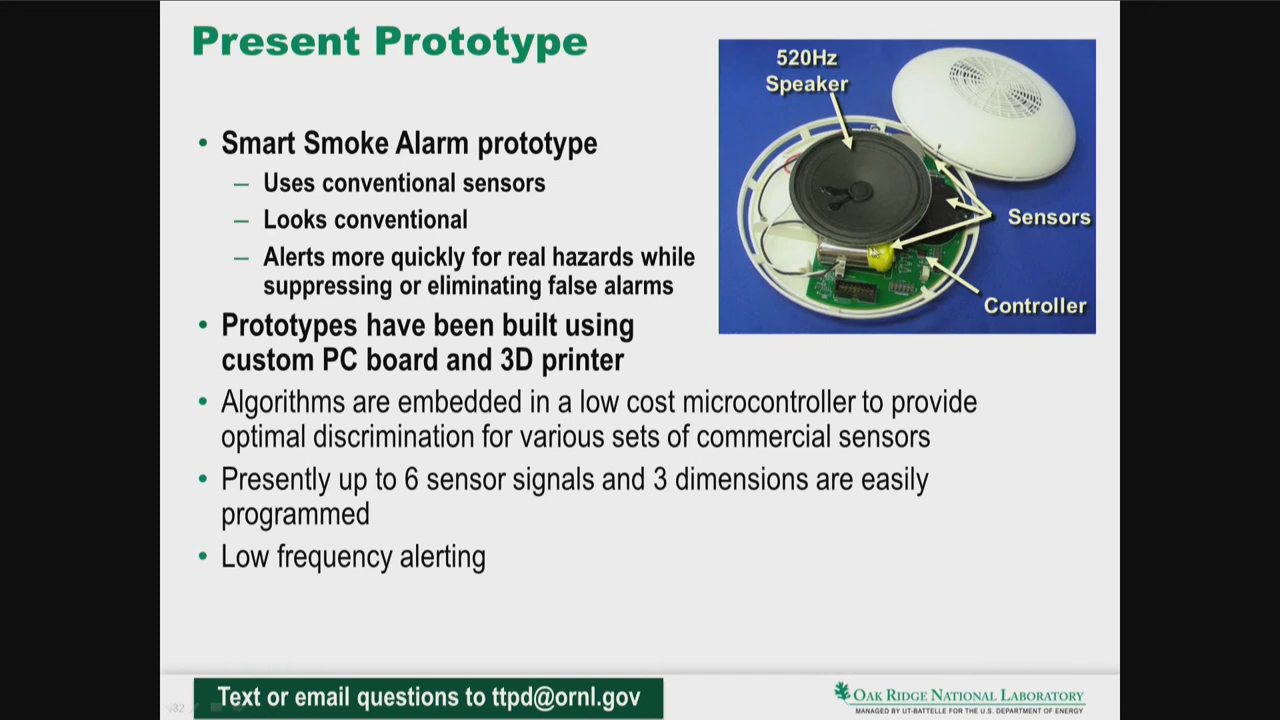 Present Prototype
520Hz
Speaker
Sensors
Controller
• Smart Smoke Alarm prototype
– Uses conventional sensors
– Looks conventional
– Alerts more quickly for real hazards while
suppressing or eliminating false alarms
• Prototypes have been built using
custom PC board and 3D printer
• Algorithms are embedded in a low cost microcontroller to provide
optimal discrimination for various sets of commercial sensors
• Presently up to 6 sensor signals and 3 dimensions are easily
programmed
• Low frequency alerting
32
Text or email questions to ttpd@ornl.gov
OAK RIDGE NATIONAL LABORATORY
MANAGED BY UT-BATTELLE FOR THE U.S. DEPARTMENT OF ENERGY